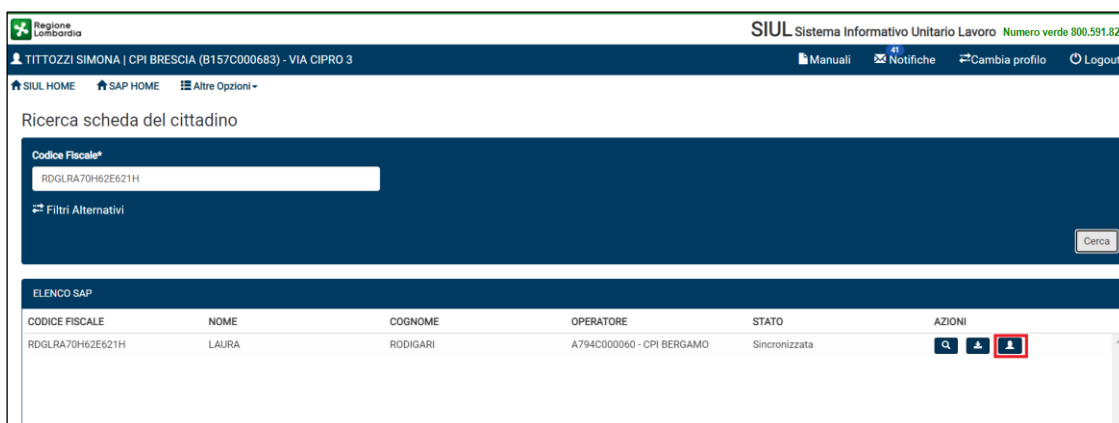 Regione
Lombardia
SIUL Sistema Informativo Unitario Lavoro Numero verde 800.591.82
TITTOZZI SIMONA | CPI BRESCIA (B157C000683) - VIA CIPRO 3
Manuali 41 Notifiche Cambia profilo Logout
SIUL HOME SAP HOME Altre Opzioni
Ricerca scheda del cittadino
Codice Fiscale*
RDGLRA70H62E621H
Filtri Alternativi
Cerca
ELENCO SAP
CODICE FISCALE NOME COGNOME OPERATORE STATO AZIONI
RDGLRA70H62E621H LAURA RODIGARI A794C000060 - CPI BERGAMO Sincronizzata